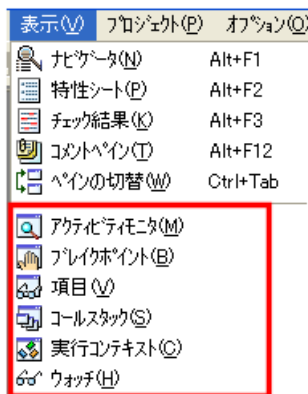 表示(V) プロジェクト(P) オプション(O)
ナビゲータ(N) Alt+F1
特性シート(P) Alt+F2
チェック結果(K) Alt+F3
コメントペイン(T) Alt+F12
ペインの切替(W) Ctrl+Tab
アクティビティモニタ(M)
ブレイクポイント(B)
項目(V)
コールスタック(S)
実行コンテキスト(C)
ウォッチ(H)